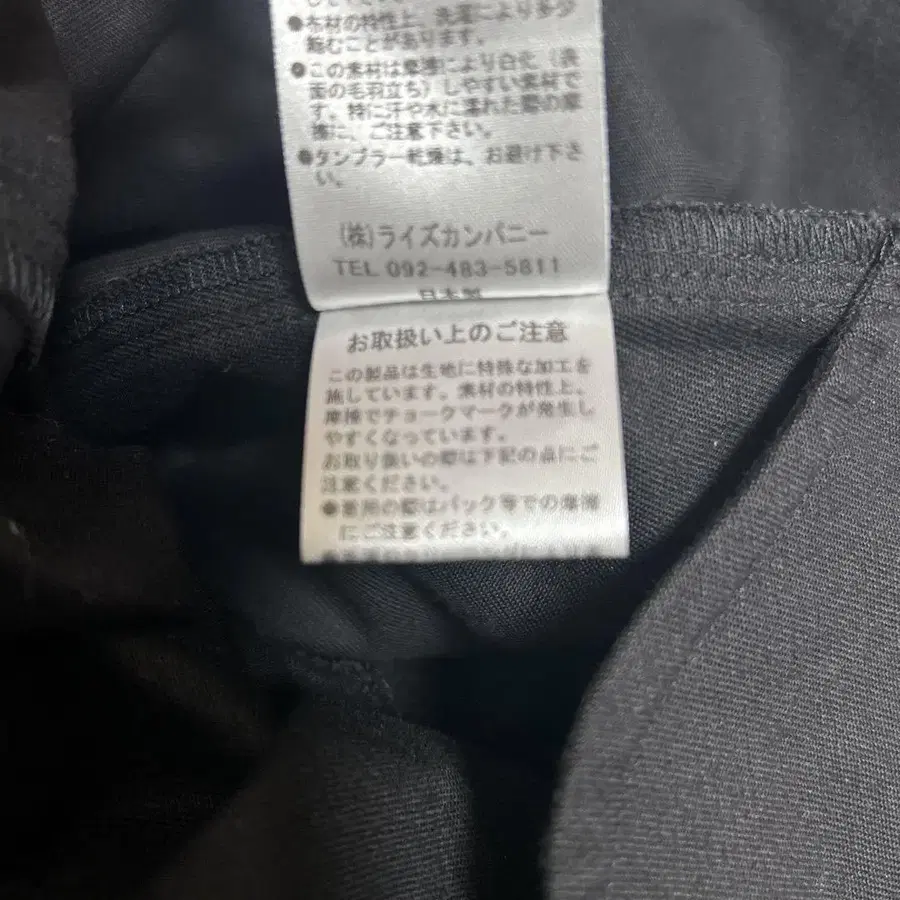 ●素材の特性上、洗濯により多少
縮むことがあります。
●この素材は摩擦により白化（表
面の毛羽立ち）しやすい素材で
す、特に汗や水に濡れた際の摩
擦に、ご注意下さい。
●タンブラー乾燥は、お避け下さ
い。
(株)ライズカンパニー
TEL 092-483-5811
日本製
お取扱い上のご注意
この製品は生地に特殊な加工を
施しています。素材の特性上、
摩擦でチョークマークが発生し
やすくなっています。
お取り扱いの際は下記の点にご
注意ください。
●着用の際はバック等での摩擦
にご注意ください。